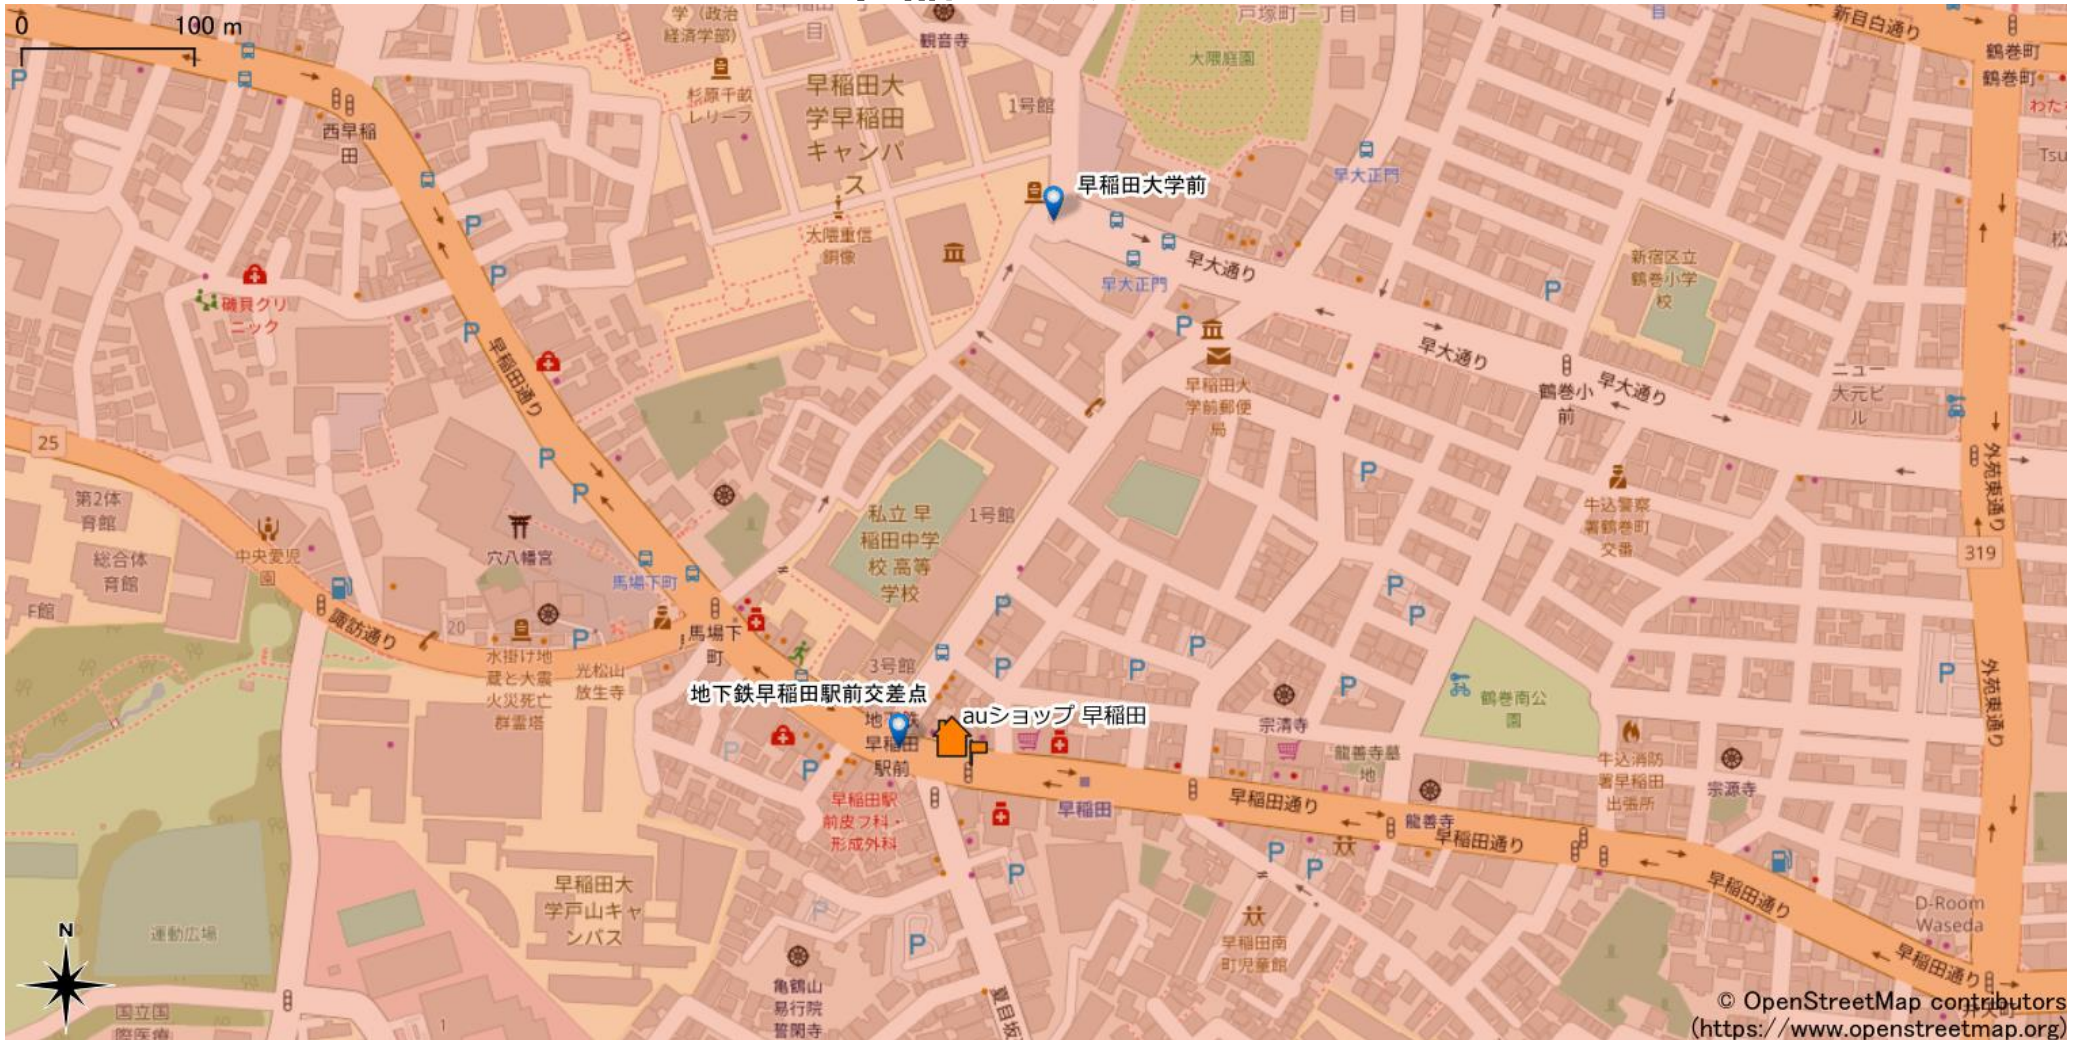 0 100 m
学（政治
経済学部）
目
観音寺
戸塚町一丁目
目
新目白通り
鶴巻町
鶴巻町
わた
Tsu
松
大隈庭園
杉原千畝
レリーフ
早稲田大
学早稲田
キャンパ
ス
1号館
西早稲
田
早大正門
早稲田大学前
大隈重信
銅像
早大通り
早大正門
新宿区立
鶴巻小学
校
磯貝クリ
ニック
早稲田通り
早大通り
早大通り
鶴巻小
前
ニュー
大元ビ
ル
早稲田大
学前郵便
局
25
外苑東通り
第2体
育館
総合体
育館
F館
中央愛児
園
穴八幡宮
馬場下町
私立 早
稲田中学
校 高等
学校
1号館
牛込警察
署鶴巻町
交番
319
諏訪通り
20
馬場下
町
水掛け地
蔵と大震
火災死亡
群霊塔
光松山
放生寺
3号館
地下鉄早稲田駅前交差点
地下鉄
早稲田
駅前
auショップ 早稲田
宗清寺
龍善寺墓
地
鶴巻南公
園
外苑東通り
牛込消防
署早稲田
出張所
宗源寺
早稲田駅
前皮フ科・
形成外科
早稲田
早稲田通り
龍善寺
早稲田通り
早稲田通り
早稲田大
学戸山キャ
ンパス
運動広場
D-Room
Waseda
早稲田南
町児童館
早稲田通り
N
亀鶴山
易行院
誓閑寺
夏目坂
国立国
際医療
1
© OpenStreetMap contributors
(https://www.openstreetmap.org)